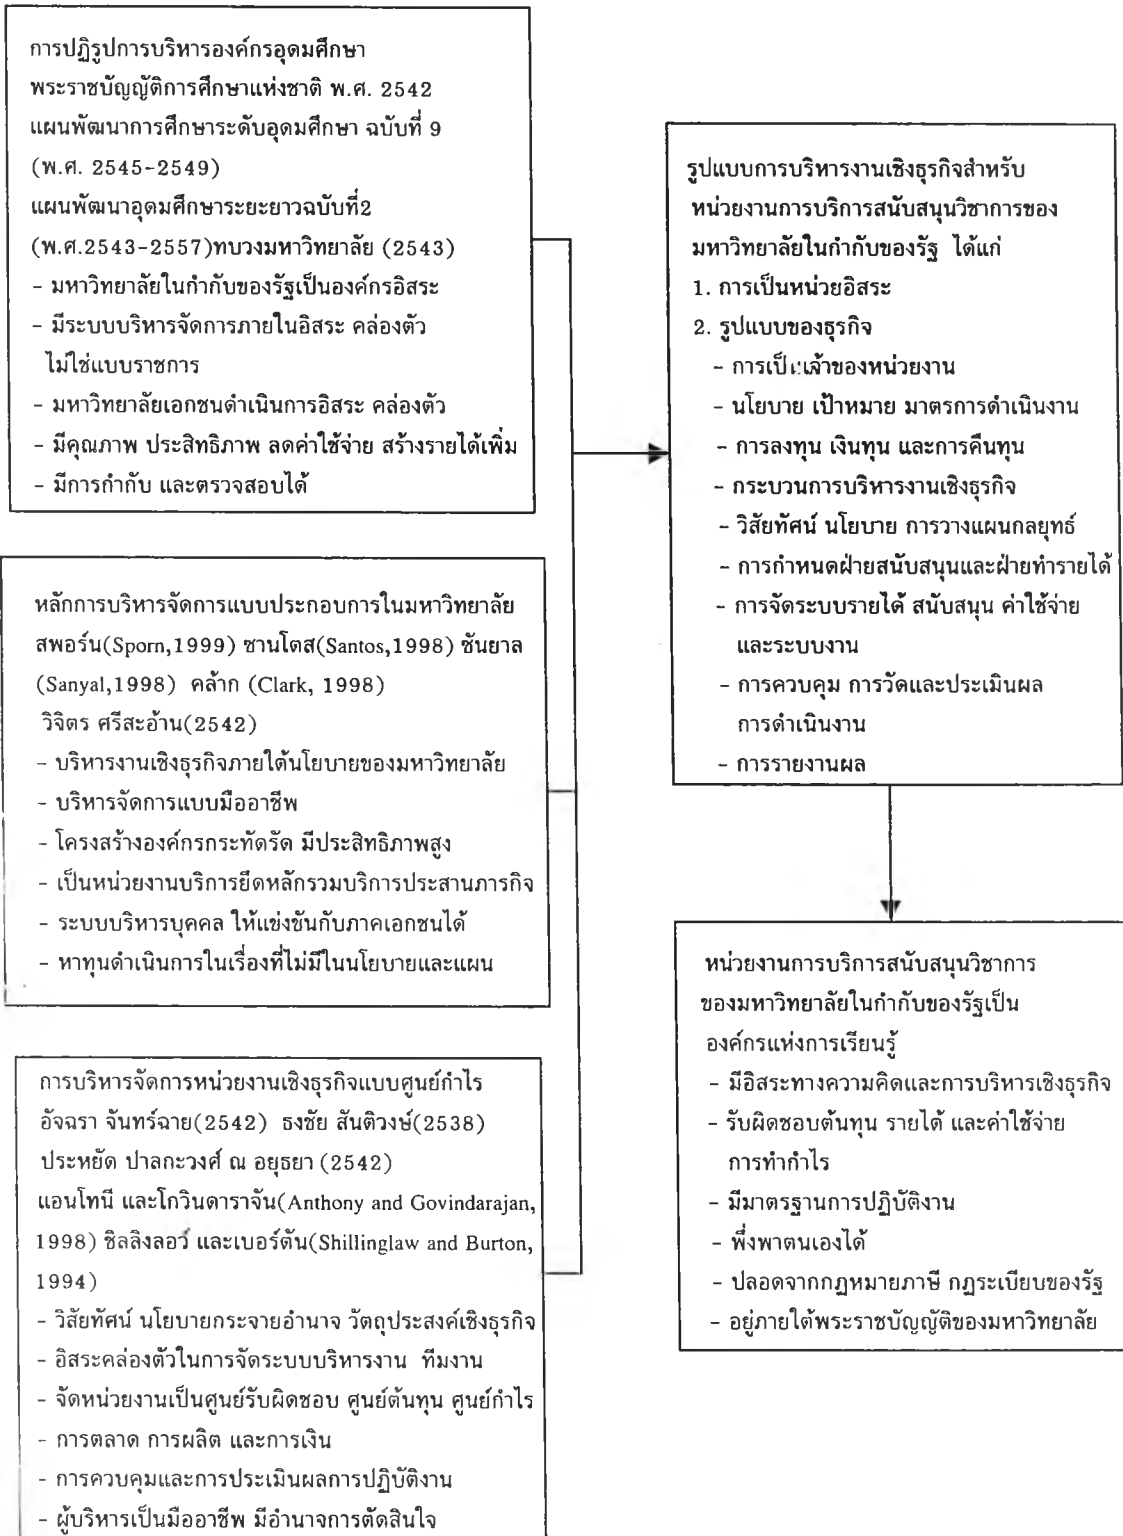 การปฏิรูปการบริหารองค์กรอุดมศึกษา
พระราชบัญญัติการศึกษาแห่งชาติ พ.ศ. 2542
แผนพัฒนาการศึกษาระดับอุดมศึกษา ฉบับที่ 9
(พ.ศ. 2545-2549)
แผนพัฒนาอุดมศึกษาระยะยาวฉบับที่2
(พ.ศ.2543-2557)ทบวงมหาวิทยาลัย (2543)
- มหาวิทยาลัยในกำกับของรัฐเป็นองค์กรอิสระ
- มีระบบบริหารจัดการภายในอิสระ คล่องตัว
ไม่ใช่แบบราชการ
- มหาวิทยาลัยเอกชนดำเนินการอิสระ คล่องตัว
- มีคุณภาพ ประสิทธิภาพ ลดค่าใช้จ่าย สร้างรายได้เพิ่ม
- มีการกำกับ และตรวจสอบได้
หลักการบริหารจัดการแบบประกอบการในมหาวิทยาลัย
สพอร์น(Sporn,1999) ซานโตส(Santos,1998) ซันยาล
(Sanyal,1998) คล้าก (Clark, 1998)
วิจิตร ศรีสะอ้าน(2542)
- บริหารงานเชิงธุรกิจภายใต้นโยบายของมหาวิทยาลัย
- บริหารจัดการแบบมืออาชีพ
- โครงสร้างองค์กรกระทัดรัด มีประสิทธิภาพสูง
- เป็นหน่วยงานบริการยึดหลักรวมบริการประสานภารกิจ
- ระบบบริหารบุคคล ให้แข่งขันกับภาคเอกชนได้
- หาทุนดำเนินการในเรื่องที่ไม่มีในนโยบายและแผน
การบริหารจัดการหน่วยงานเชิงธุรกิจแบบศูนย์กำไร
อัจฉรา จันทร์ฉาย(2542) ธงชัย สันติวงษ์(2538)
ประหยัด ปาลกะวงศ์ ณ อยุธยา (2542)
แอนโทนี และโกวินดาราจัน(Anthony and Govindarajan,
1998) ชิลลิงลอว์ และเบอร์ตัน(Shillinglaw and Burton,
1994)
- วิสัยทัศน์ นโยบายกระจายอำนาจ วัตถุประสงค์เชิงธุรกิจ
- อิสระคล่องตัวในการจัดระบบบริหารงาน ทีมงาน
- จัดหน่วยงานเป็นศูนย์รับผิดชอบ ศูนย์ต้นทุน ศูนย์กำไร
- การตลาด การผลิต และการเงิน
- การควบคุมและการประเมินผลการปฏิบัติงาน
- ผู้บริหารเป็นมืออาชีพ มีอำนาจการตัดสินใจ
รูปแบบการบริหารงานเชิงธุรกิจสำหรับ
หน่วยงานการบริการสนับสนุนวิชาการของ
มหาวิทยาลัยในกำกับของรัฐ ได้แก่
1. การเป็นหน่วยอิสระ
2. รูปแบบของธุรกิจ
- การเป็นเจ้าของหน่วยงาน
- นโยบาย เป้าหมาย มาตรการดำเนินงาน
- การลงทุน เงินทุน และการคืนทุน
- กระบวนการบริหารงานเชิงธุรกิจ
- วิสัยทัศน์ นโยบาย การวางแผนกลยุทธ์
- การกำหนดฝ่ายสนับสนุนและฝ่ายทำรายได้
- การจัดระบบรายได้ สนับสนุน ค่าใช้จ่าย
และระบบงาน
- การควบคุม การวัดและประเมินผล
การดำเนินงาน
- การรายงานผล
หน่วยงานการบริการสนับสนุนวิชาการ
ของมหาวิทยาลัยในกำกับของรัฐเป็น
องค์กรแห่งการเรียนรู้
- มีอิสระทางความคิดและการบริหารเชิงธุรกิจ
- รับผิดชอบต้นทุน รายได้ และค่าใช้จ่าย
การทำกำไร
- มีมาตรฐานการปฏิบัติงาน
- พึ่งพาตนเองได้
- ปลอดจากกฎหมายภาษี กฎระเบียบของรัฐ
- อยู่ภายใต้พระราชบัญญัติของมหาวิทยาลัย